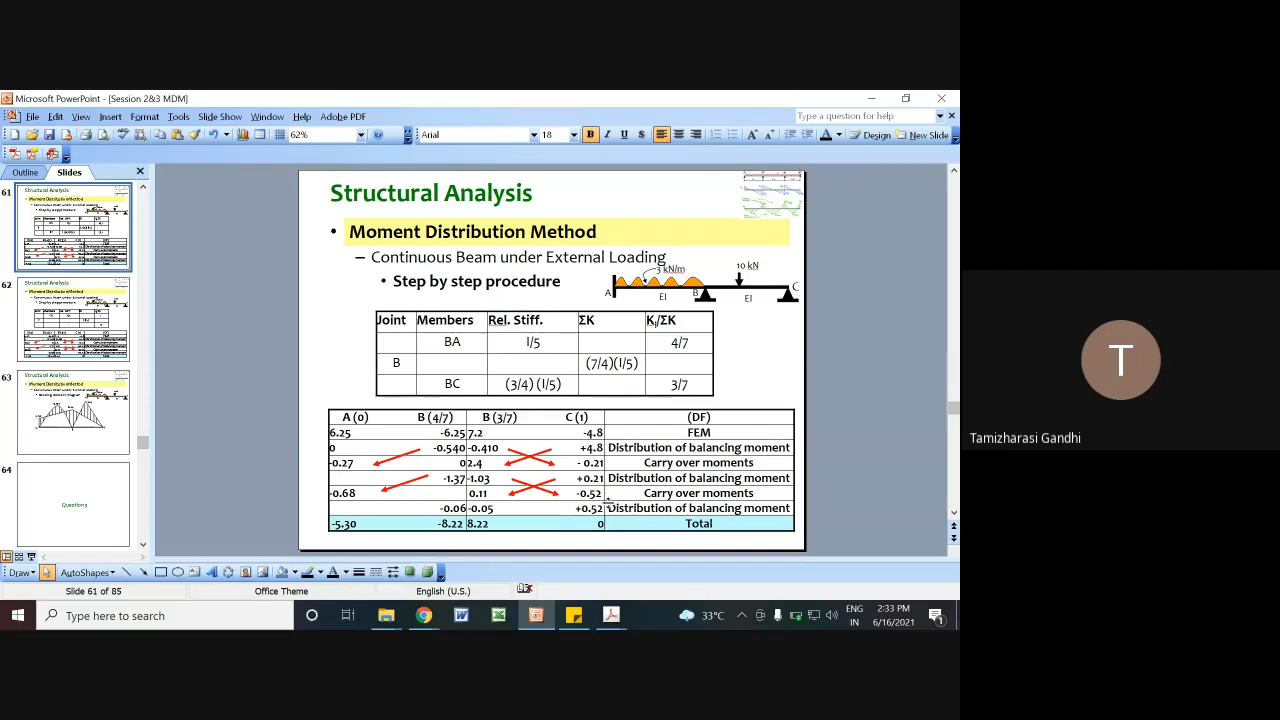 Microsoft PowerPoint - [Session 2&3 MDM]
File Edit View Insert Format Tools Slide Show Window Help Adobe PDF
Type a question for help
62%
Arial
18
B I U S
Design
New Slide
Outline
Slides
61
62
63
64
Questions
Structural Analysis
• Moment Distribution Method
– Continuous Beam under External Loading
• Step by step procedure
3 kN/m
10 kN
A
B
C
EI
EI
Joint Members Rel. Stiff. ΣK Ki/ΣK
BA I/5 4/7
B (7/4)(I/5)
BC (3/4) (I/5) 3/7
A (0) B (4/7) B (3/7) C (1) (DF)
6.25 -6.25 7.2 -4.8 FEM
0 -0.540 -0.410 +4.8 Distribution of balancing moment
-0.27 0 2.4 - 0.21 Carry over moments
-1.37 -1.03 +0.21 Distribution of balancing moment
-0.68 0.11 -0.52 Carry over moments
-0.06 -0.05 +0.52 Distribution of balancing moment
-5.30 -8.22 8.22 0 Total
Draw
AutoShapes
Slide 61 of 85
Office Theme
English (U.S.)
Type here to search
33°C
ENG
IN
2:33 PM
6/16/2021
1
T
Tamizharasi Gandhi